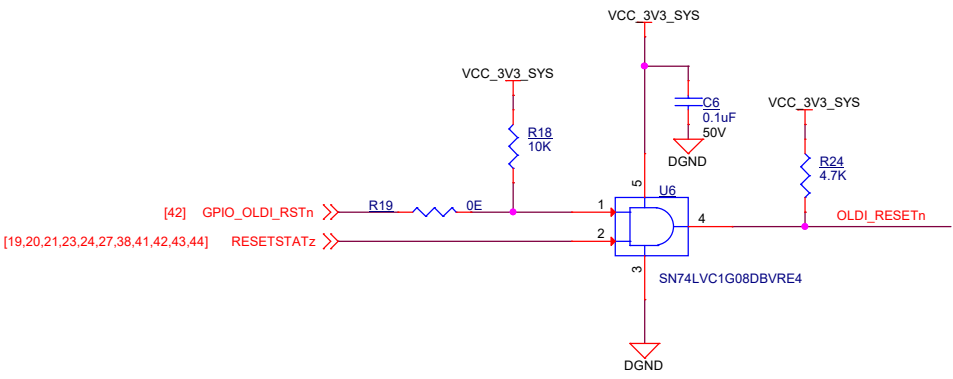 VCC_3V3_SYS
VCC_3V3_SYS
C6
0.1uF
50V
DGND
VCC_3V3_SYS
R18
10K
R24
4.7K
5
U6
[42] GPIO_OLDI_RSTn
R19
0E
1
4
OLDI_RESETn
[19,20,21,23,24,27,38,41,42,43,44] RESETSTATz
2
3
SN74LVC1G08DBVRE4
DGND